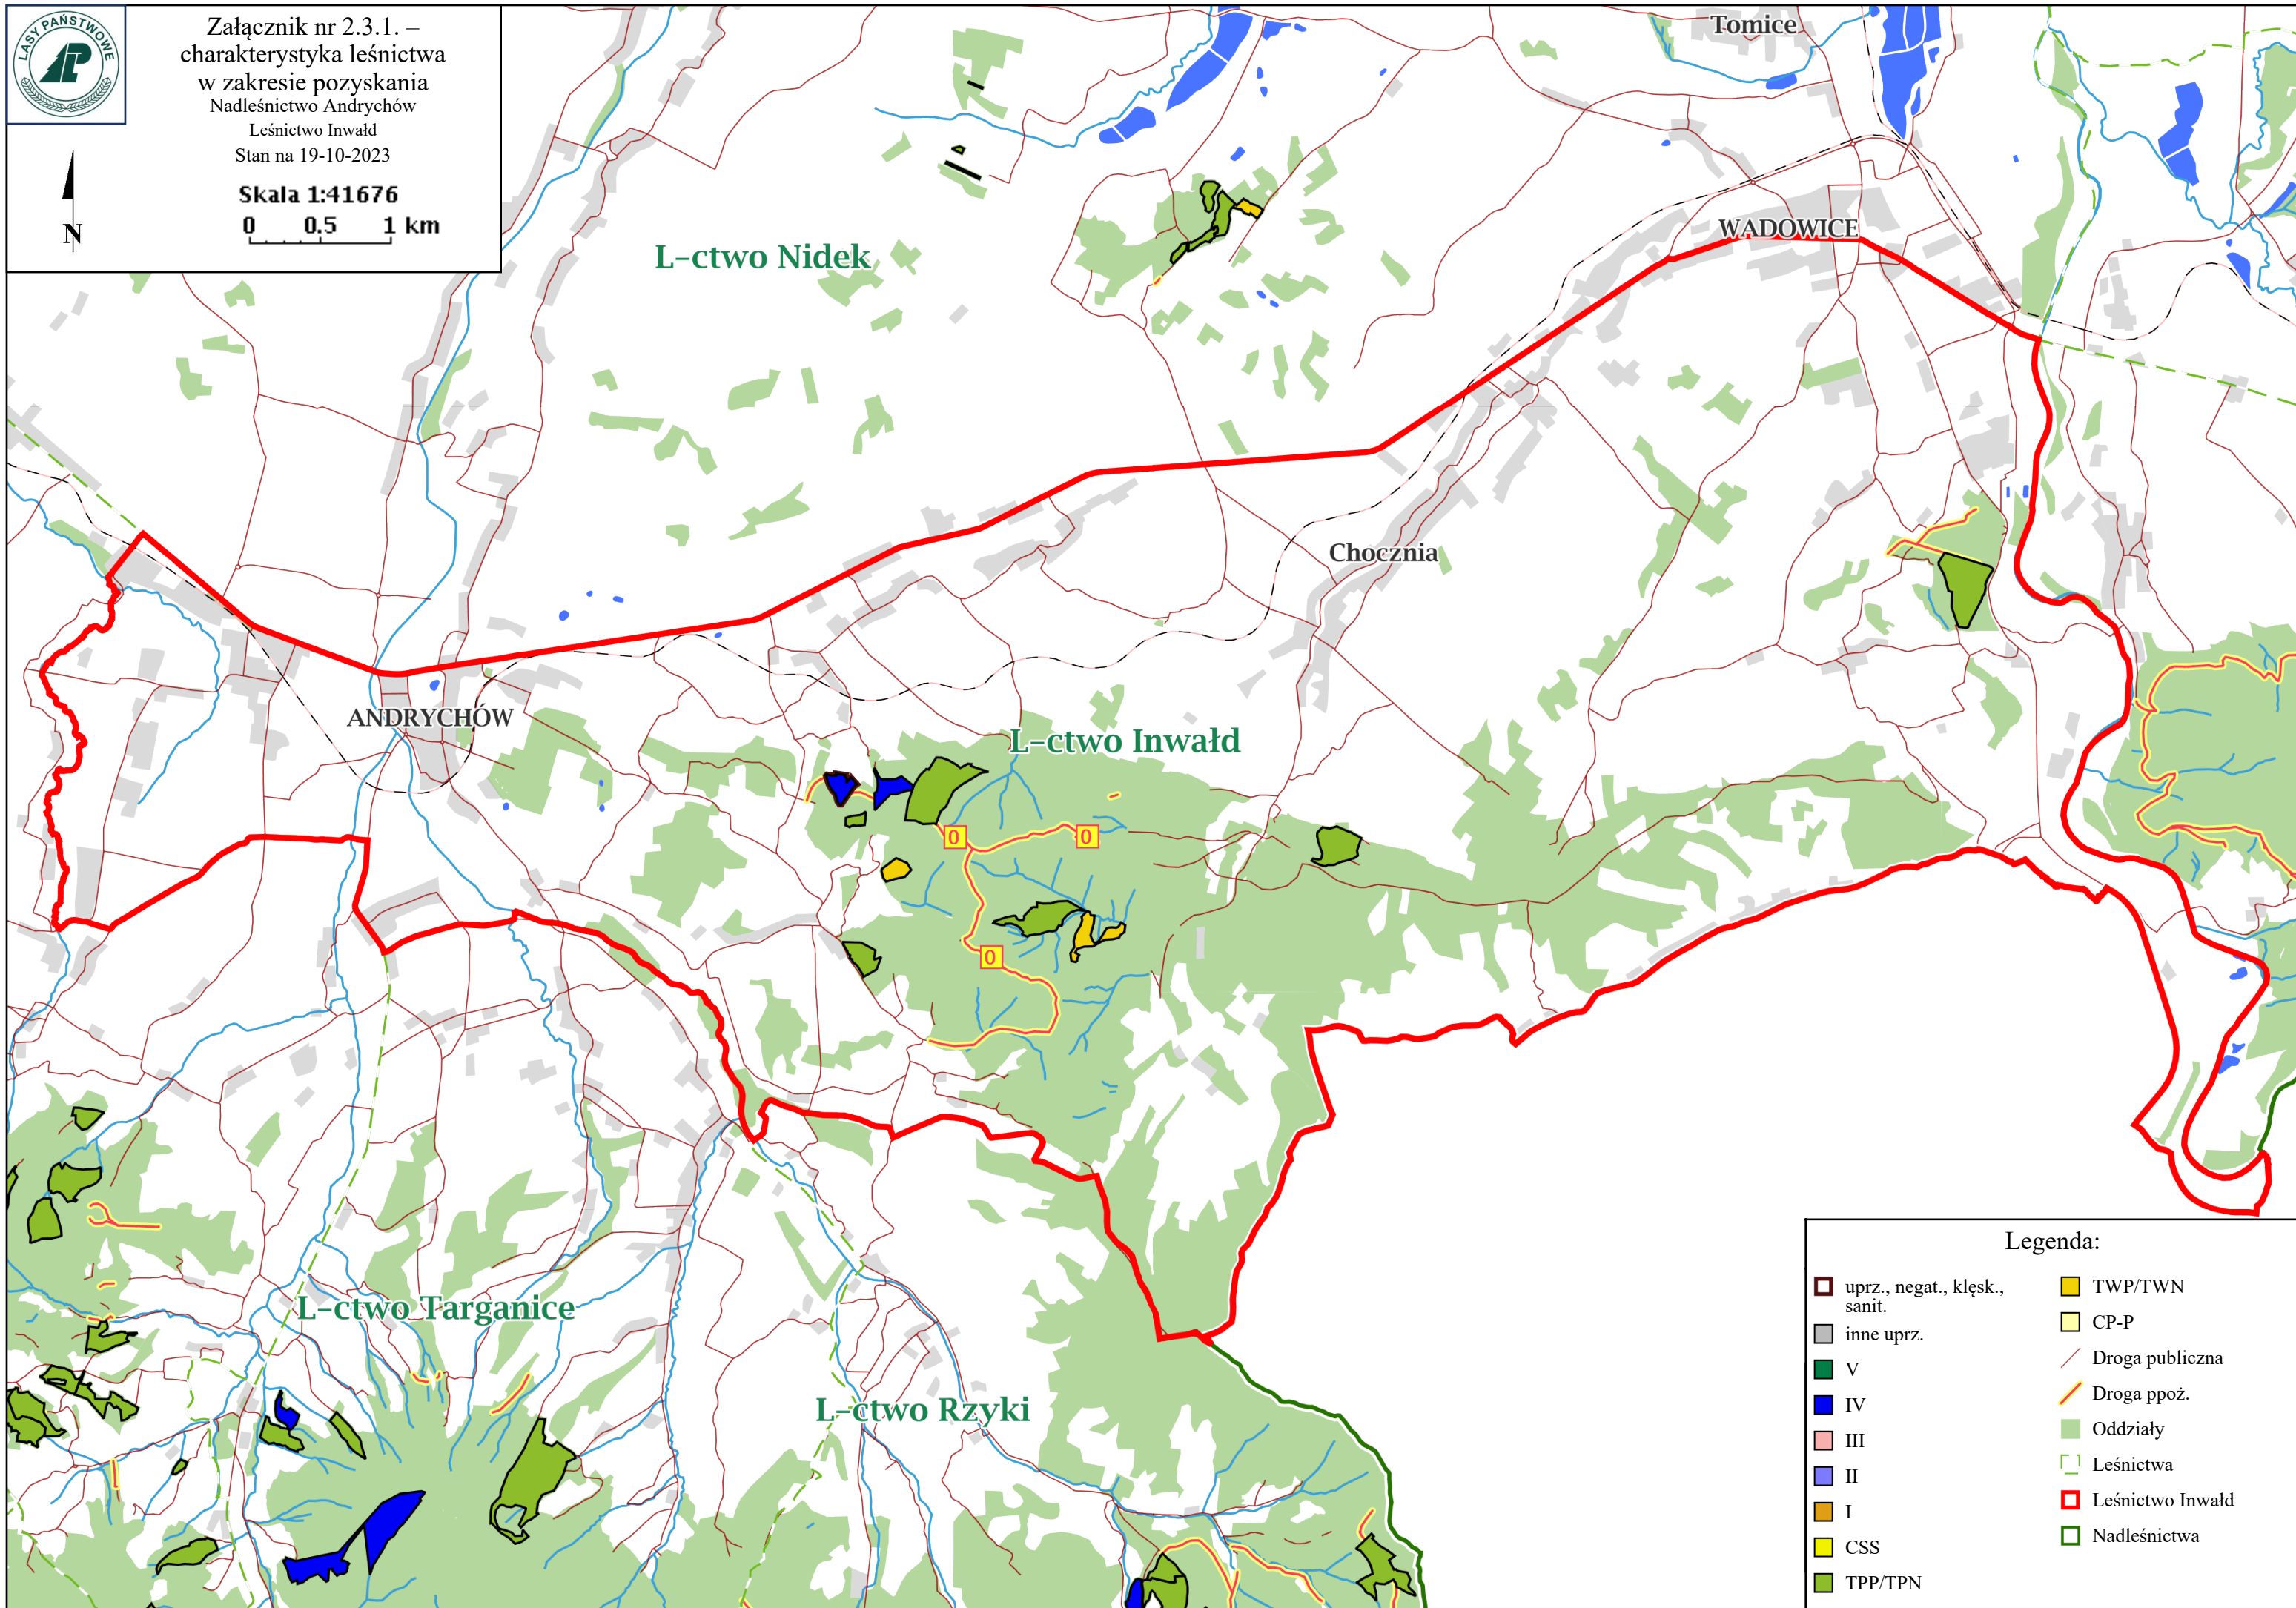 LASY PAŃSTWOWE
Załącznik nr 2.3.1. –
charakterystyka leśnictwa
w zakresie pozyskania
Nadleśnictwo Andrychów
Leśnictwo Inwałd
Stan na 19-10-2023
N
Skala 1:41676
0 0.5 1 km
Tomice
WADOWICE
L-ctwo Nidek
Chocznia
ANDRYCHÓW
L-ctwo Inwałd
0
0
0
L-ctwo Targanice
L-ctwo Rzyki
Legenda:
uprz., negat., klęsk.,
sanit.
inne uprz.
V
IV
III
II
I
CSS
TPP/TPN
TWP/TWN
CP-P
Droga publiczna
Droga ppoż.
Oddziały
Leśnictwa
Leśnictwo Inwałd
Nadleśnictwa